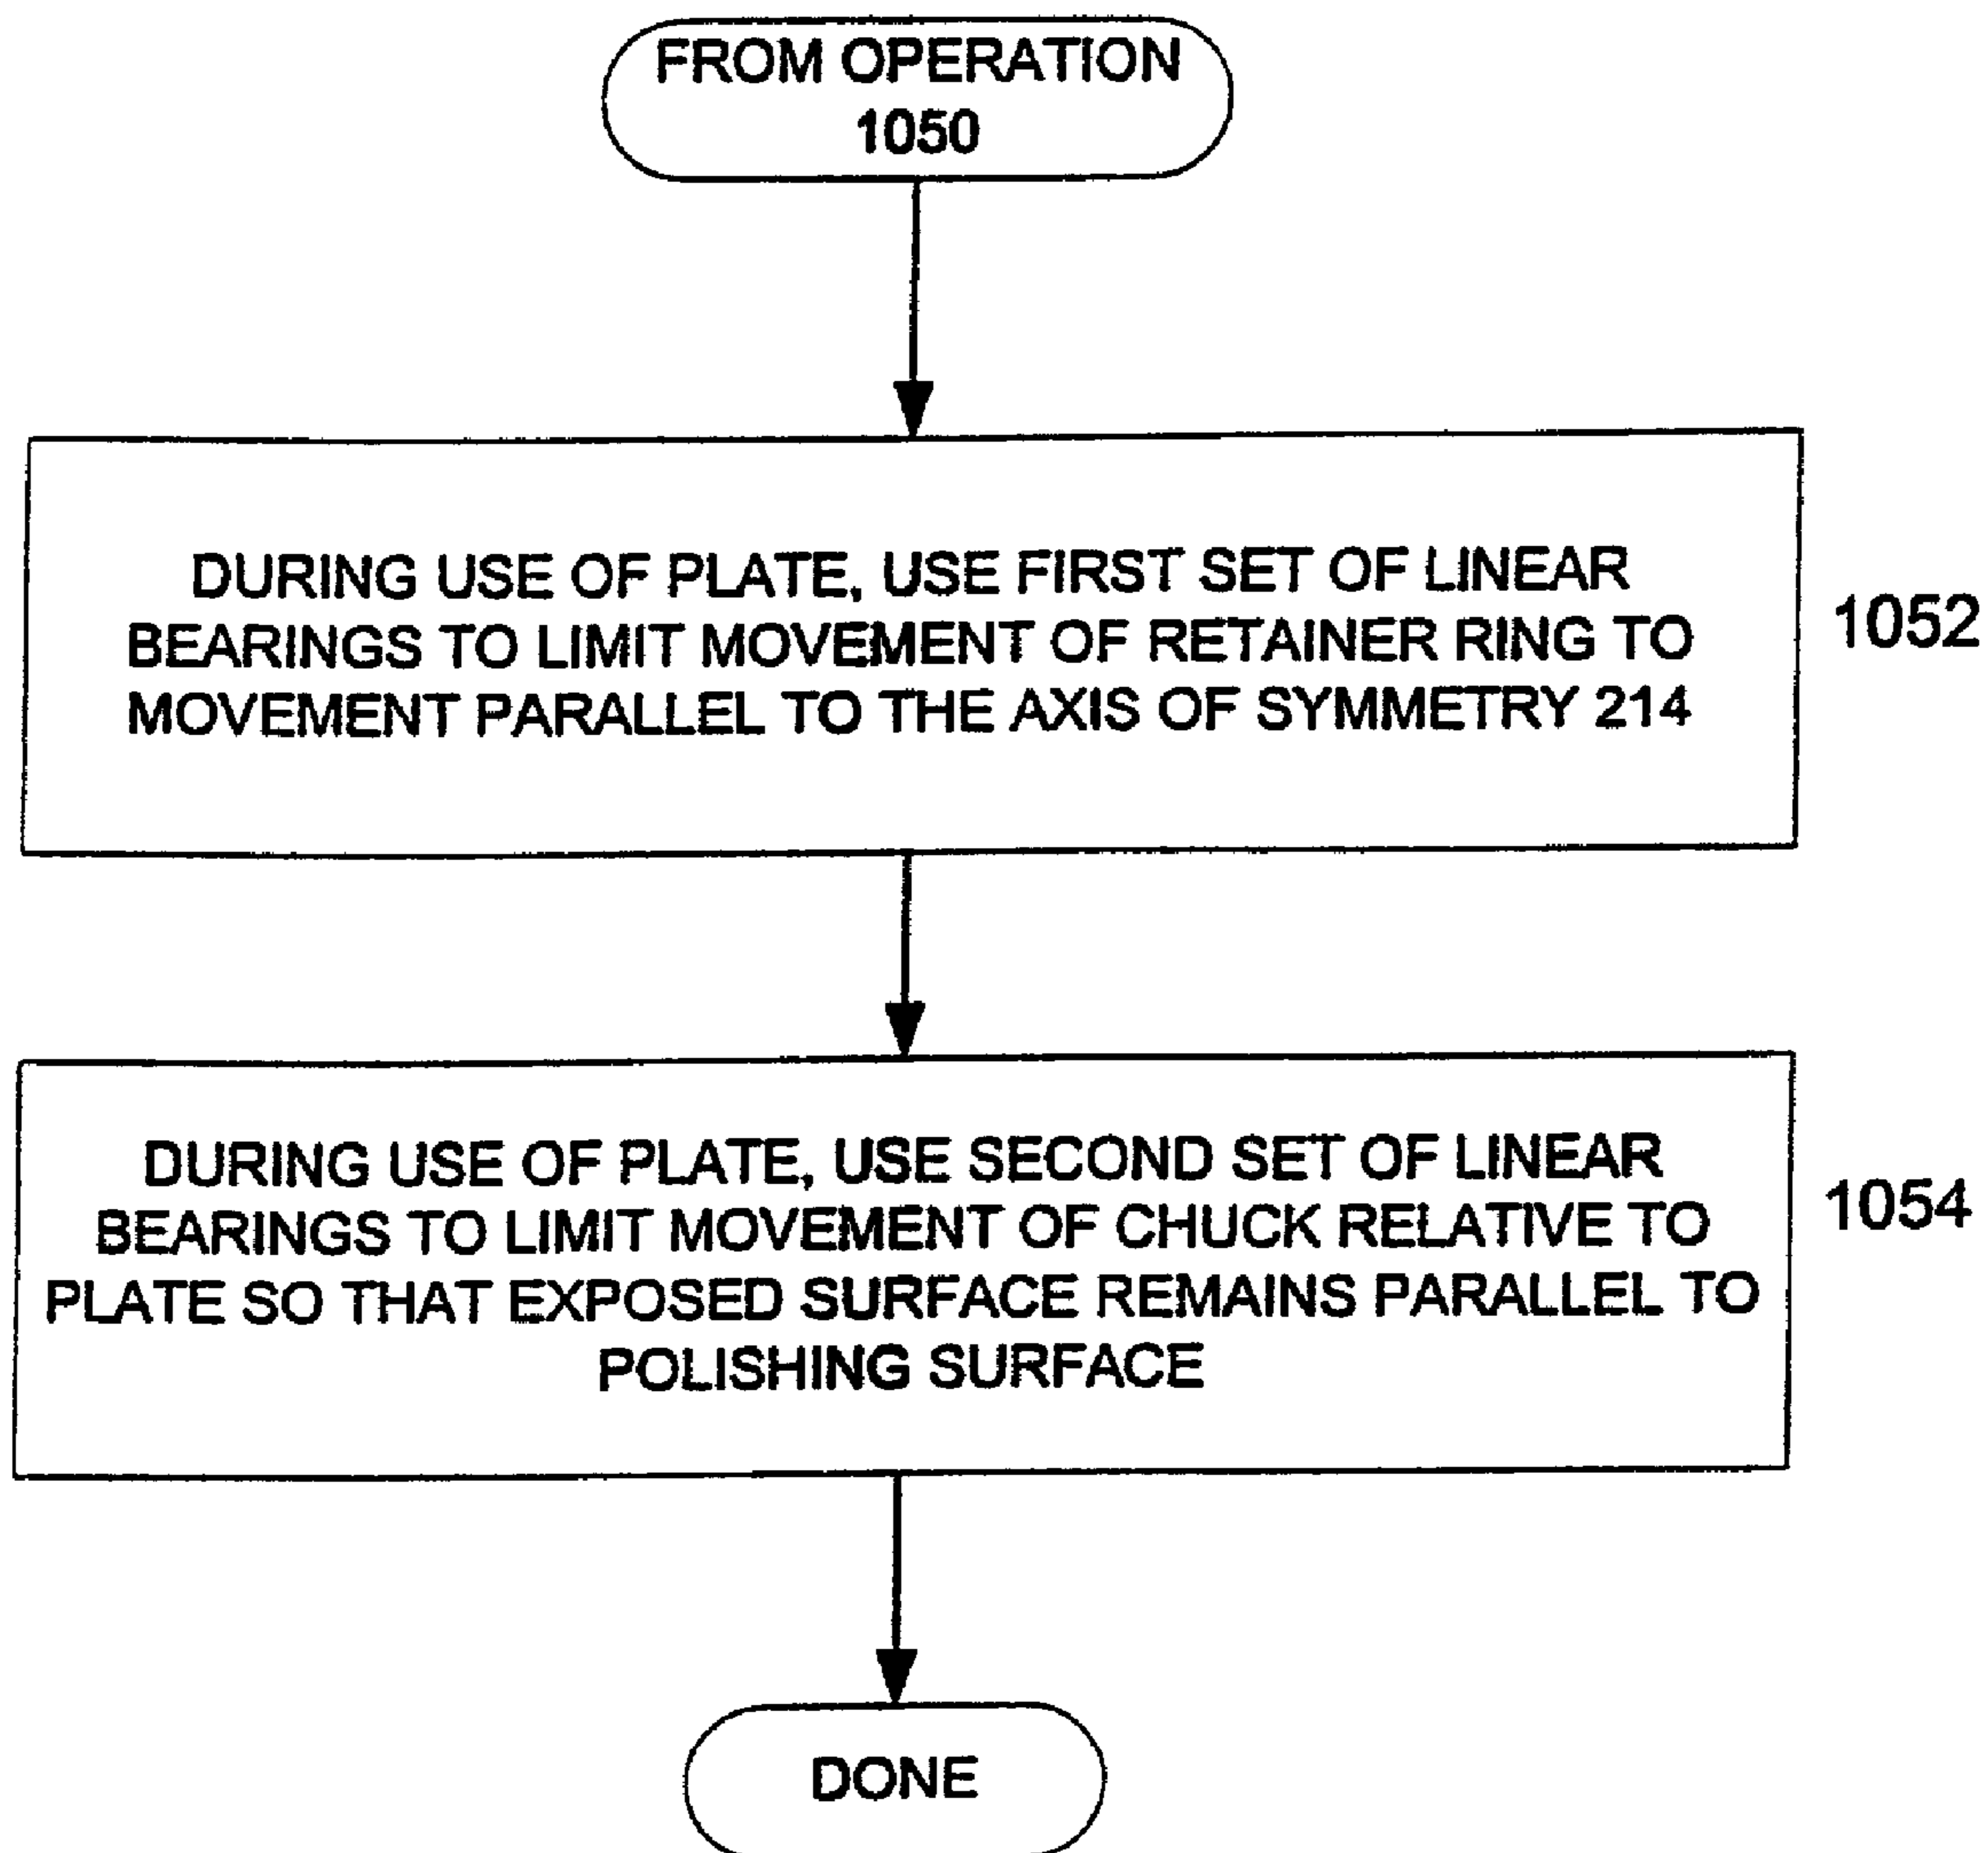 FROM OPERATION
1050
DURING USE OF PLATE, USE FIRST SET OF LINEAR
BEARINGS TO LIMIT MOVEMENT OF RETAINER RING TO
MOVEMENT PARALLEL TO THE AXIS OF SYMMETRY 214
1052
DURING USE OF PLATE, USE SECOND SET OF LINEAR
BEARINGS TO LIMIT MOVEMENT OF CHUCK RELATIVE TO
PLATE SO THAT EXPOSED SURFACE REMAINS PARALLEL TO
POLISHING SURFACE
1054
DONE